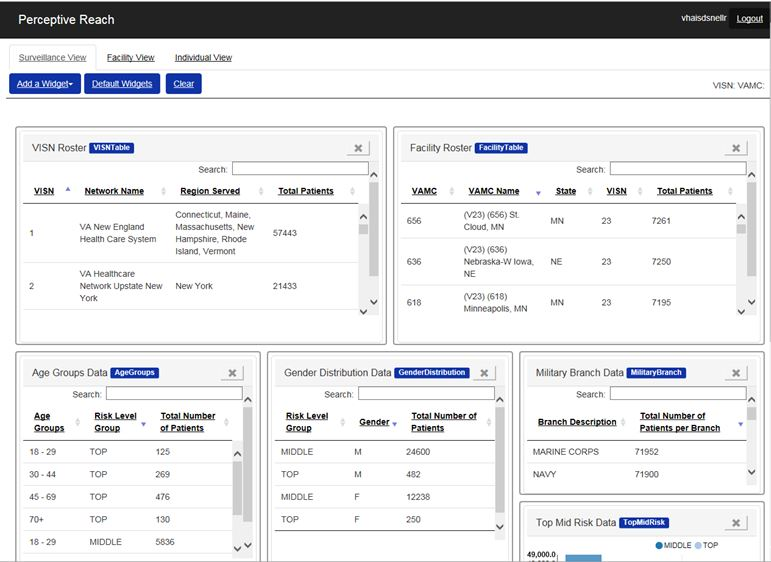 Perceptive Reach
vhaisdsnellr Logout
Surveillance View Facility View Individual View
Add a Widget Default Widgets Clear
VISN: VAMC:
VISN Roster VISNTable
Search:
VISN Network Name Region Served Total Patients
1 VA New England Health Care System Connecticut, Maine, Massachusetts, New Hampshire, Rhode Island, Vermont 57443
2 VA Healthcare Network Upstate New York New York 21433
Facility Roster FacilityTable
Search:
VAMC VAMC Name State VISN Total Patients
656 (V23) (656) St. Cloud, MN MN 23 7261
636 (V23) (636) Nebraska-W Iowa, NE NE 23 7250
618 (V23) (618) Minneapolis, MN MN 23 7195
Age Groups Data AgeGroups
Search:
Age Groups Risk Level Group Total Number of Patients
18 - 29 TOP 125
30 - 44 TOP 269
45 - 69 TOP 476
70+ TOP 130
18 - 29 MIDDLE 5836
Gender Distribution Data GenderDistribution
Search:
Risk Level Group Gender Total Number of Patients
MIDDLE M 24600
TOP M 482
MIDDLE F 12238
TOP F 250
Military Branch Data MilitaryBranch
Search:
Branch Description Total Number of Patients per Branch
MARINE CORPS 71952
NAVY 71900
Top Mid Risk Data TopMidRisk
MIDDLE TOP
49,000.0